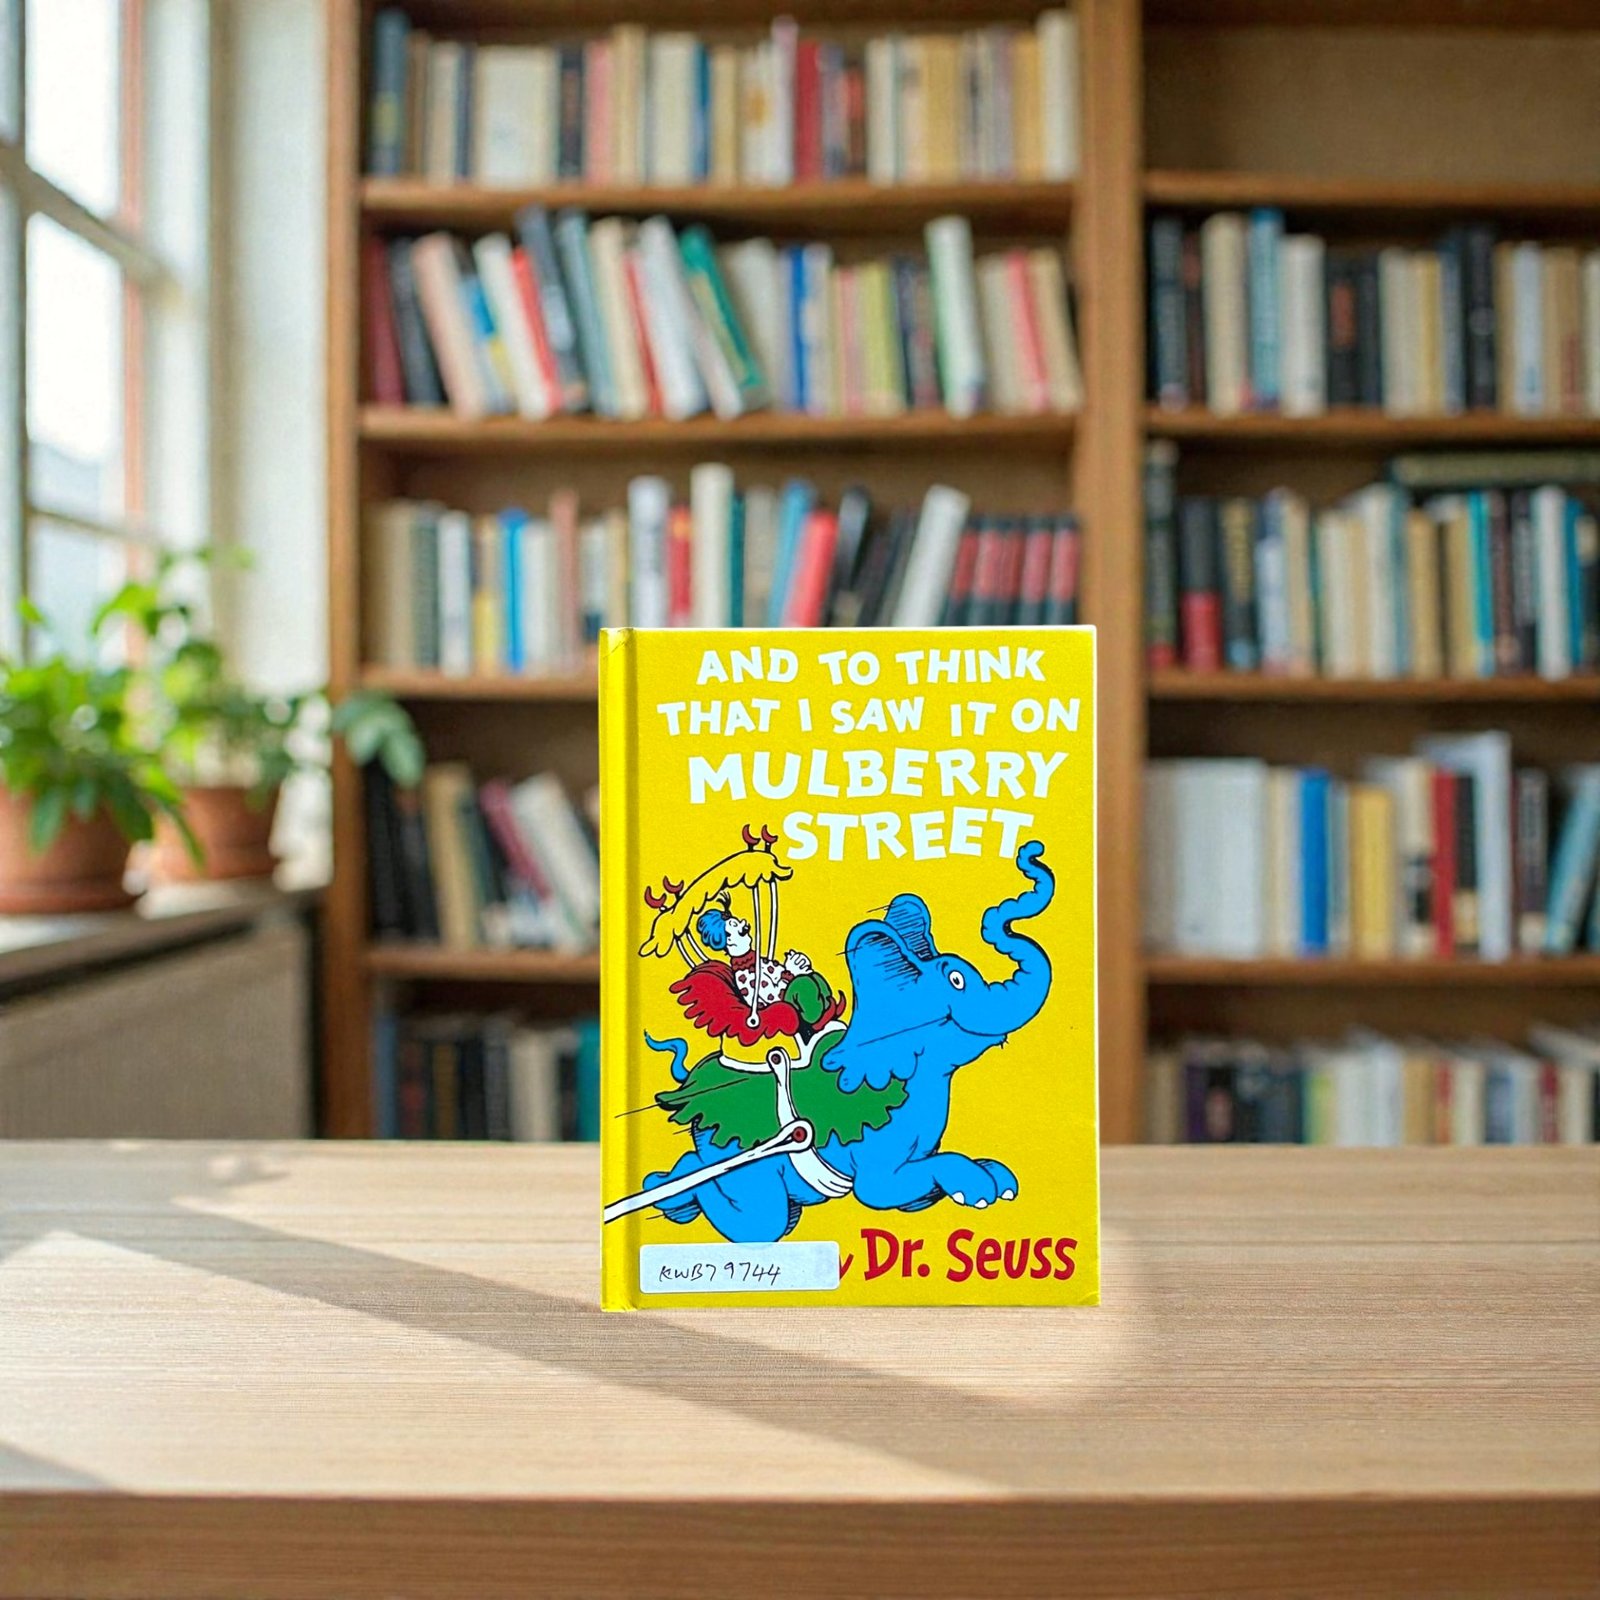 AND TO THINK
THAT I SAW IT ON
MULBERRY
STREET
Dr. Seuss
KWB79744